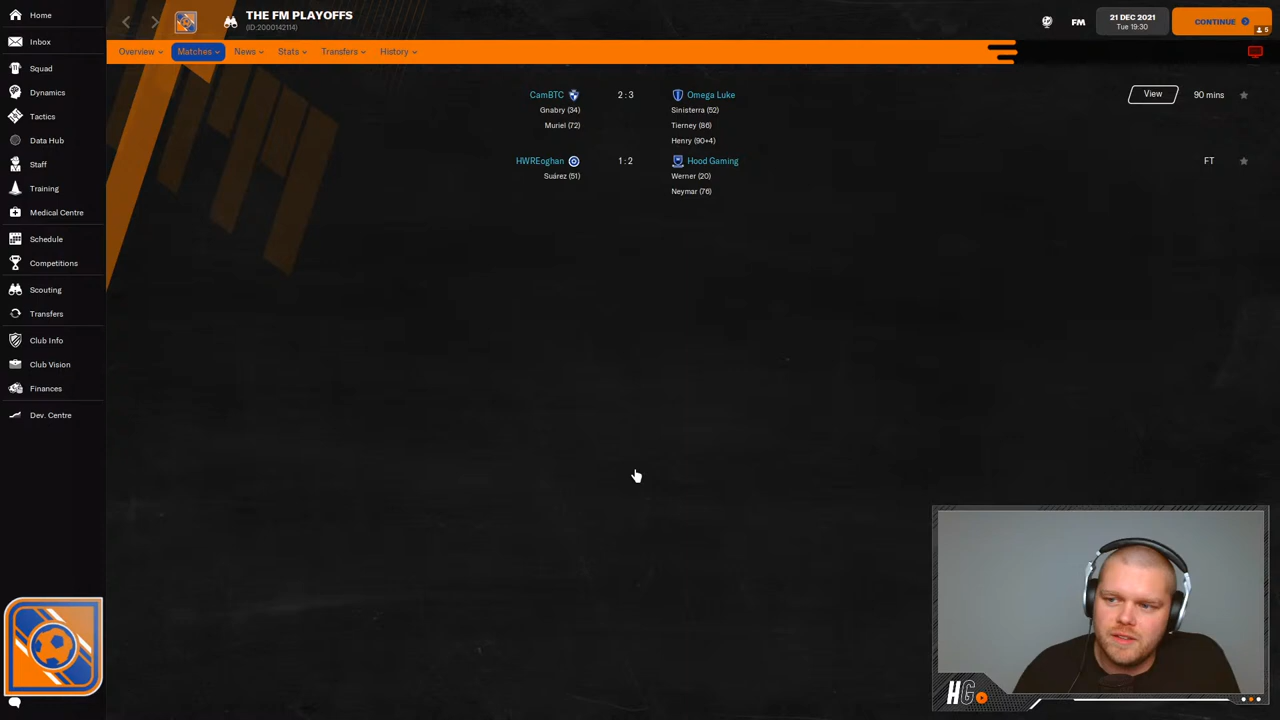 Home
THE FM PLAYOFFS
(ID:2000142114)
FM
21 DEC 2021
Tue 19:30
CONTINUE
5
Inbox
Overview
Matches
News
Stats
Transfers
History
Squad
Dynamics
Tactics
Data Hub
Staff
Training
Medical Centre
Schedule
Competitions
Scouting
Transfers
Club Info
Club Vision
Finances
Dev. Centre
CamBTC 2 : 3 Omega Luke View 90 mins
Gnabry (34) Sinisterra (52)
Muriel (72) Tierney (86)
Henry (90+4)
HWREoghan 1 : 2 Hood Gaming FT
Suárez (51) Werner (20)
Neymar (76)
HG